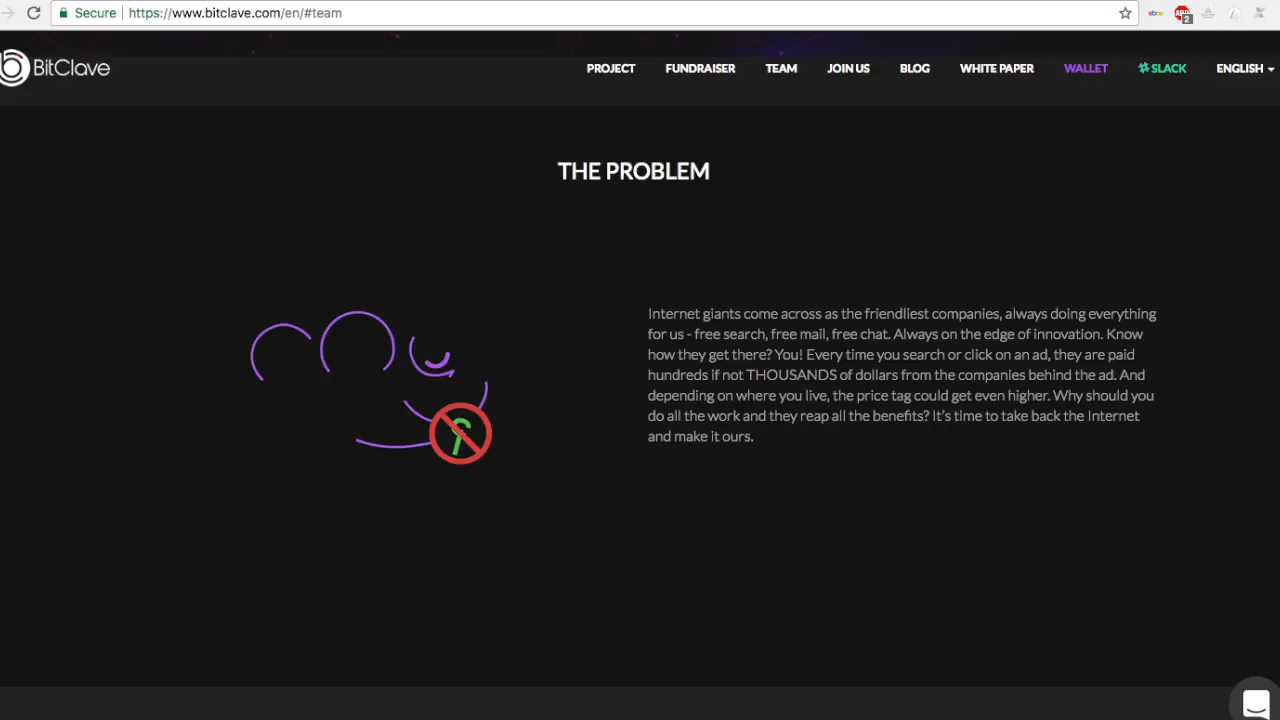 Secure https://www.bitclave.com/en/#team
ebay ABP 2
BitClave PROJECT FUNDRAISER TEAM JOIN US BLOG WHITE PAPER WALLET SLACK ENGLISH
THE PROBLEM
Internet giants come across as the friendliest companies, always doing everything
for us - free search, free mail, free chat. Always on the edge of innovation. Know
how they get there? You! Every time you search or click on an ad, they are paid
hundreds if not THOUSANDS of dollars from the companies behind the ad. And
depending on where you live, the price tag could get even higher. Why should you
do all the work and they reap all the benefits? It's time to take back the Internet
and make it ours.